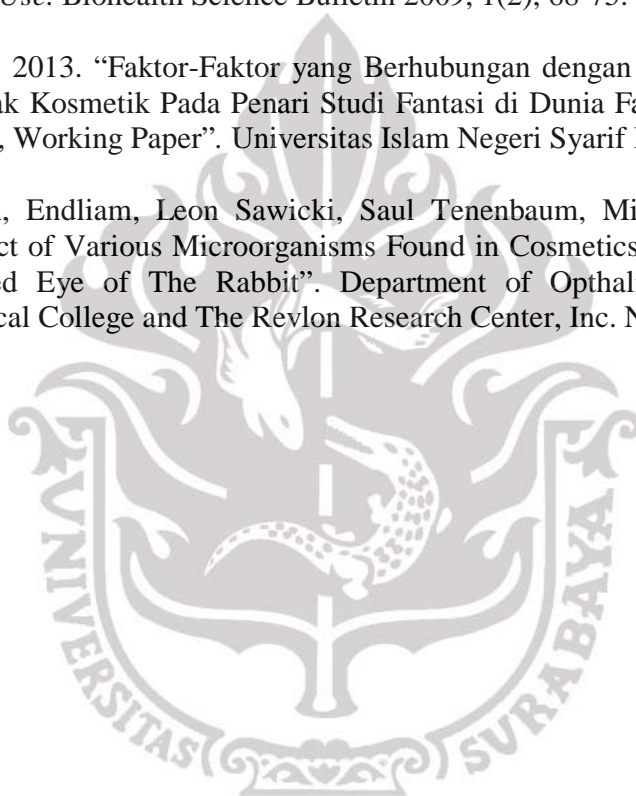 Use. Biohealth Science Bulletin 2009, 1(2), 68-75.
2013. “Faktor-Faktor yang Berhubungan dengan
ak Kosmetik Pada Penari Studi Fantasi di Dunia Fa
, Working Paper”. Universitas Islam Negeri Syarif
, Endliam, Leon Sawicki, Saul Tenenbaum, Mi
ct of Various Microorganisms Found in Cosmetics
ed Eye of The Rabbit”. Department of Opthal
cal College and The Revlon Research Center, Inc. N
UNIVERSITAS SURABAYA